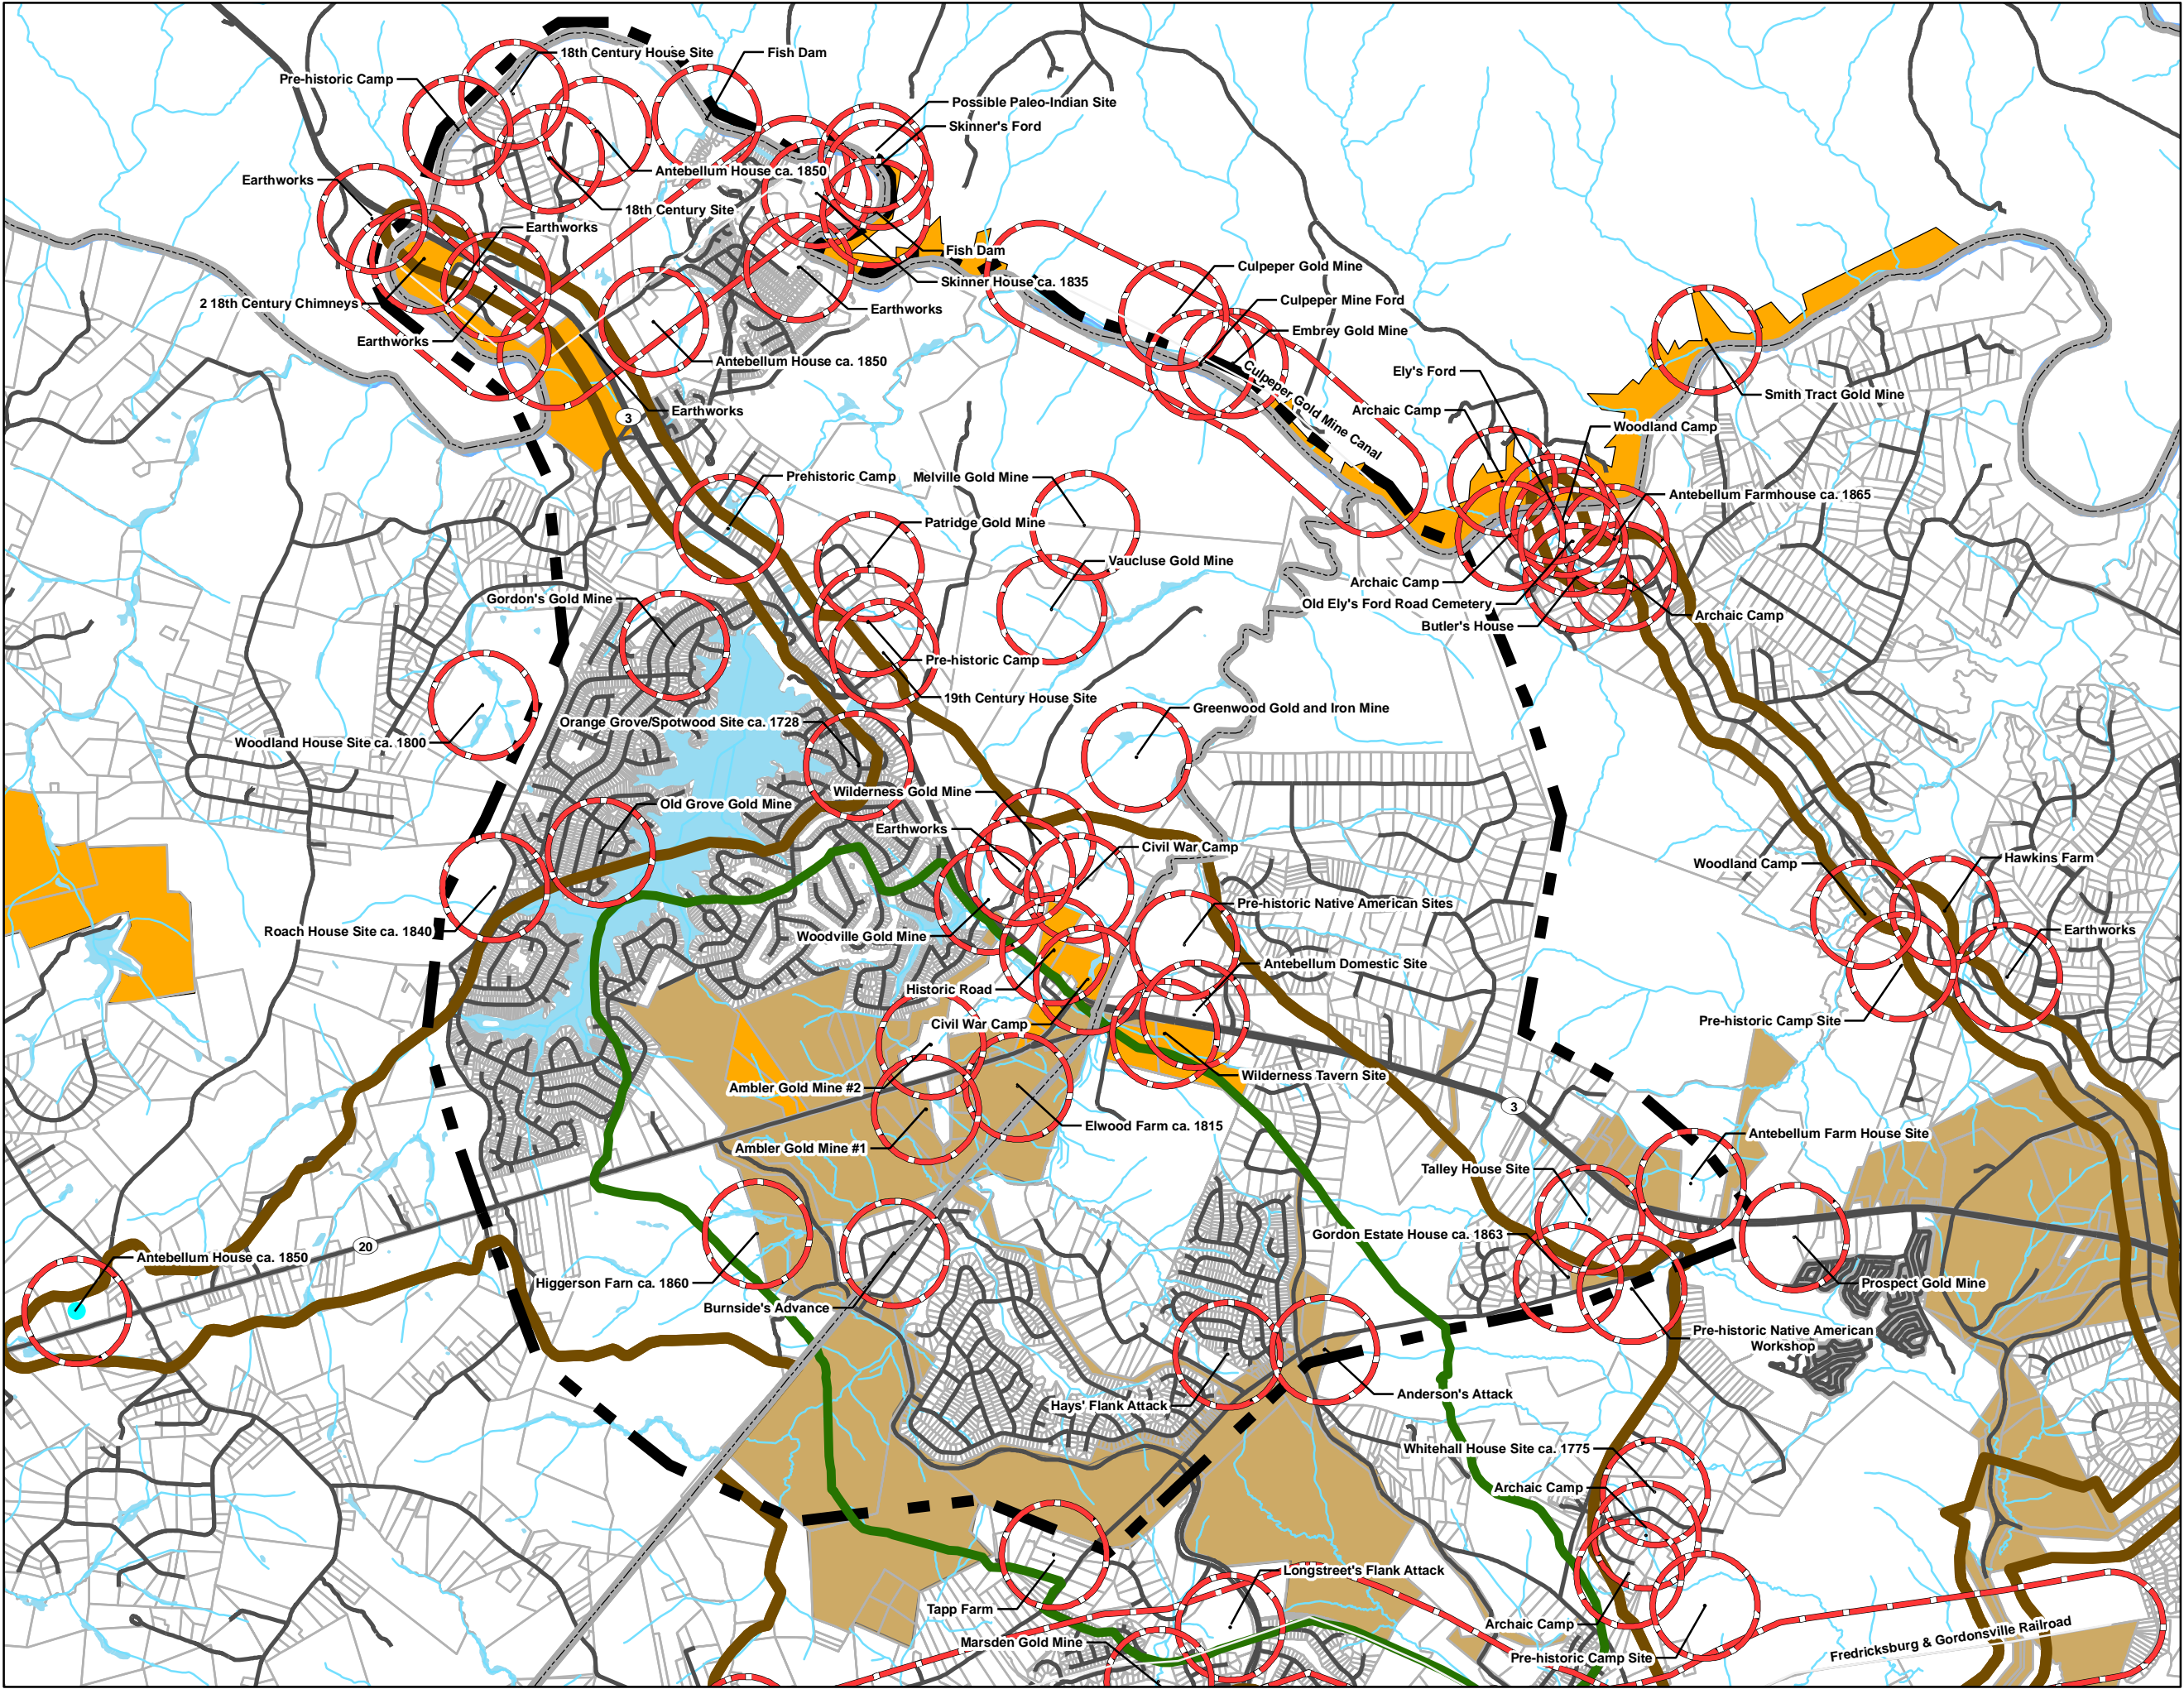 18th Century House Site
Fish Dam
Pre-historic Camp
Possible Paleo-Indian Site
Skinner's Ford
Antebellum House ca. 1850
Earthworks
18th Century Site
Earthworks
Fish Dam
Culpeper Gold Mine
Skinner House ca. 1835
2 18th Century Chimneys
Culpeper Mine Ford
Earthworks
Embrey Gold Mine
Earthworks
Antebellum House ca. 1850
Culpeper Gold Mine Canal
Ely's Ford
Smith Tract Gold Mine
Earthworks
3
Archaic Camp
Woodland Camp
Prehistoric Camp
Melville Gold Mine
Antebellum Farmhouse ca. 1865
Patridge Gold Mine
Vaucluse Gold Mine
Archaic Camp
Gordon's Gold Mine
Old Ely's Ford Road Cemetery
Archaic Camp
Butler's House
Pre-historic Camp
19th Century House Site
Greenwood Gold and Iron Mine
Orange Grove/Spotwood Site ca. 1728
Woodland House Site ca. 1800
Wilderness Gold Mine
Old Grove Gold Mine
Earthworks
Civil War Camp
Hawkins Farm
Woodland Camp
Pre-historic Native American Sites
Roach House Site ca. 1840
Woodville Gold Mine
Earthworks
Antebellum Domestic Site
Historic Road
Pre-historic Camp Site
Civil War Camp
Wilderness Tavern Site
Ambler Gold Mine #2
3
Elwood Farm ca. 1815
Antebellum Farm House Site
Ambler Gold Mine #1
Talley House Site
Gordon Estate House ca. 1863
20
Antebellum House ca. 1850
Higgerson Farn ca. 1860
Prospect Gold Mine
Burnside's Advance
Pre-historic Native American
Workshop
Anderson's Attack
Hays' Flank Attack
Whitehall House Site ca. 1775
Archaic Camp
Longstreet's Flank Attack
Tapp Farm
Archaic Camp
Fredricksburg & Gordonsville Railroad
Marsden Gold Mine
Pre-historic Camp Site